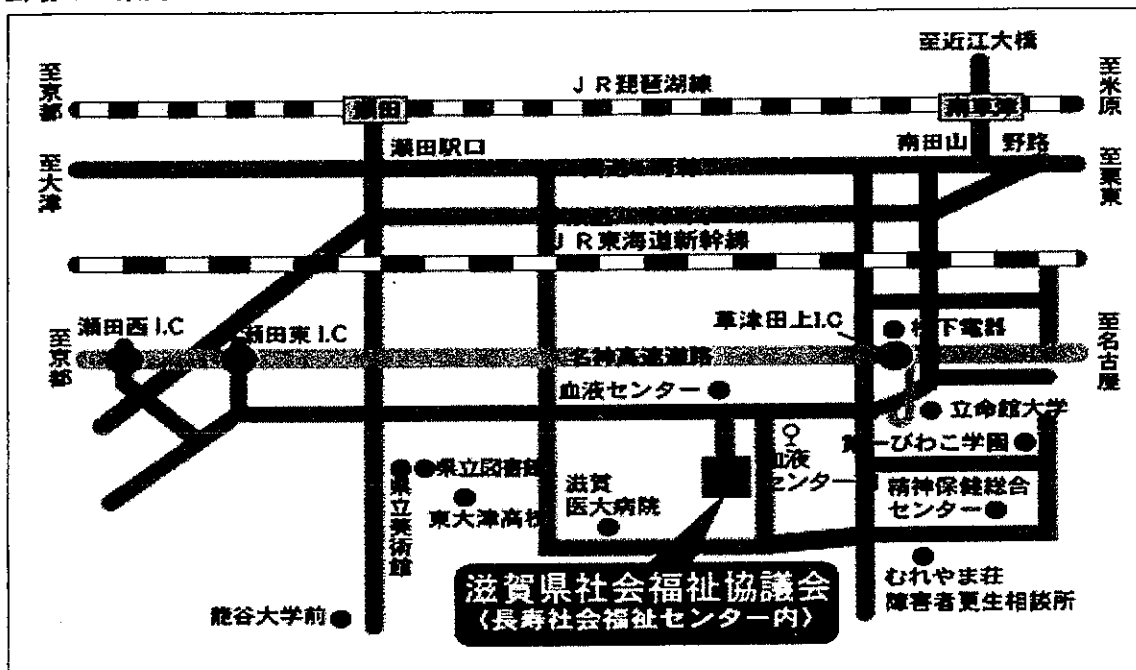 至近江大橋
至京都
JR琵琶湖線
至米原
瀬田
南草津
瀬田駅口
南田山
野路
至大津
至栗東
JR東海道新幹線
瀬田西I.C
瀬田東I.C
草津田上I.C
松下電器
至京都
名神高速道路
至名古屋
血液センター
立命館大学
第一びわこ学園
血液
センター口
県立図書館
県立美術館
滋賀
医大病院
精神保健総合
センター
東大津高校
滋賀県社会福祉協議会
〈長寿社会福祉センター内〉
むれやま荘
障害者更生相談所
龍谷大学前